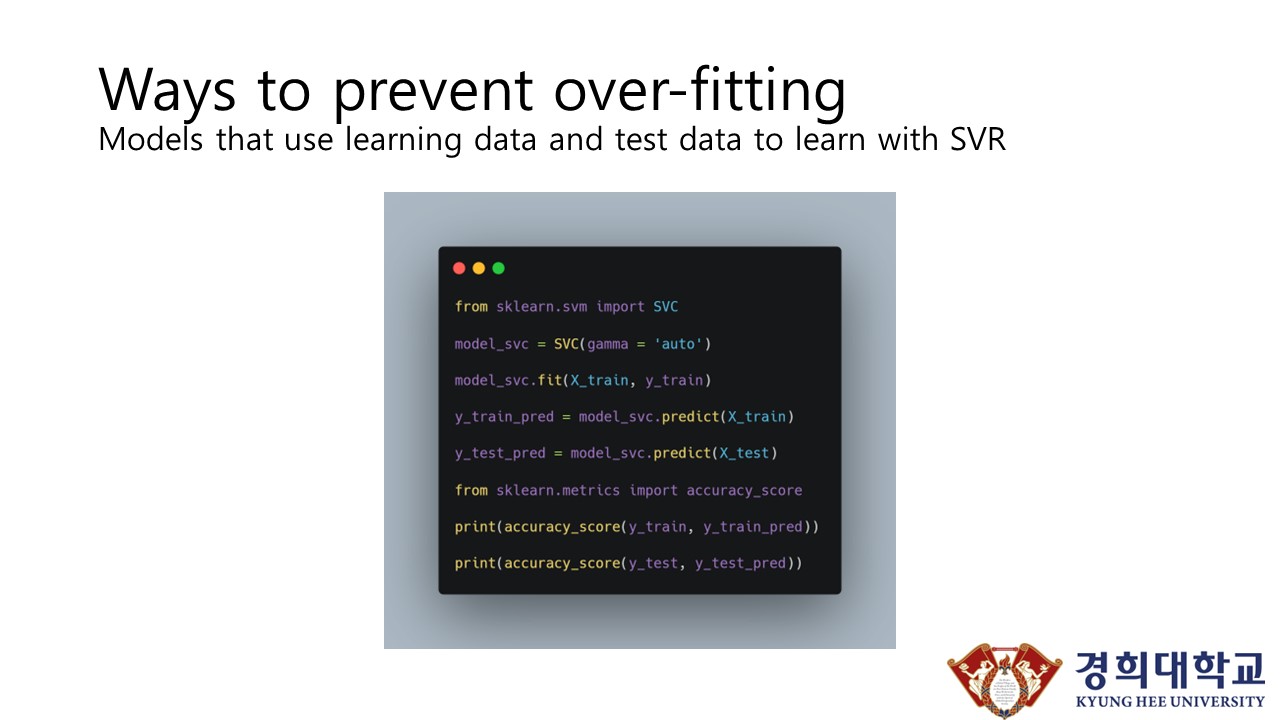 Ways to prevent over-fitting
Models that use learning data and test data to learn with SVR
from sklearn.svm import SVC
model_svc = SVC(gamma = 'auto')
model_svc.fit(X_train, y_train)
y_train_pred = model_svc.predict(X_train)
y_test_pred = model_svc.predict(X_test)
from sklearn.metrics import accuracy_score
print(accuracy_score(y_train, y_train_pred))
print(accuracy_score(y_test, y_test_pred))
경희대학교
KYUNG HEE UNIVERSITY